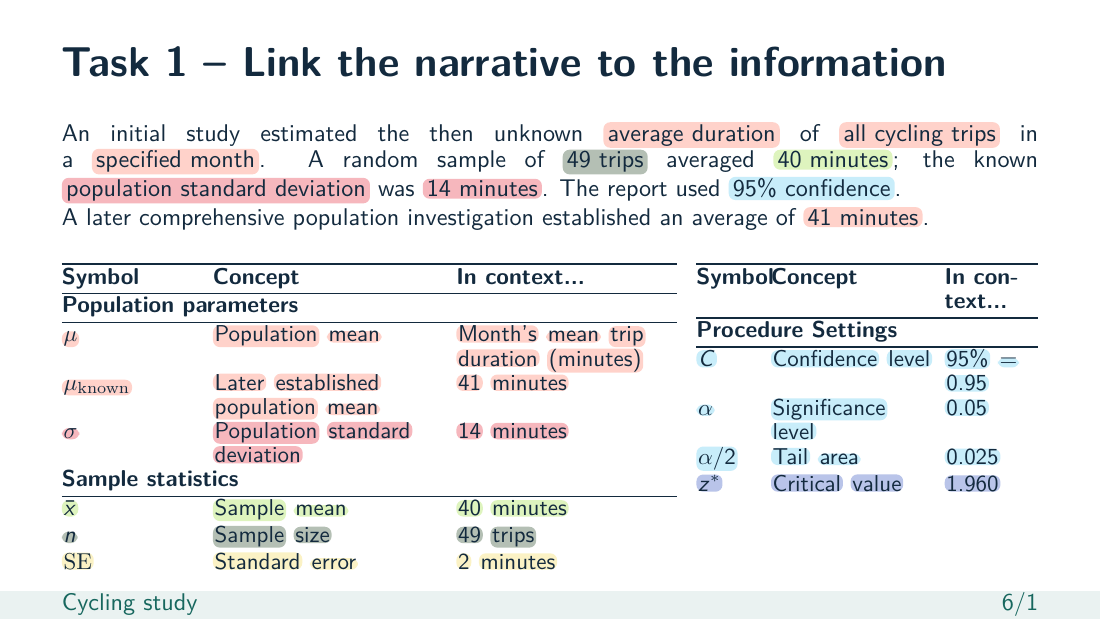 Task 1 – Link the narrative to the information
An initial study estimated the then unknown average duration of all cycling trips in
a specified month. A random sample of 49 trips averaged 40 minutes; the known
population standard deviation was 14 minutes. The report used 95% confidence.
A later comprehensive population investigation established an average of 41 minutes.
Symbol Concept In context...
Population parameters
μ Population mean Month's mean trip
duration (minutes)
μknown Later established 41 minutes
population mean
σ Population standard 14 minutes
deviation
Sample statistics
x̄ Sample mean 40 minutes
n Sample size 49 trips
SE Standard error 2 minutes
Symbol Concept In con-
text...
Procedure Settings
C Confidence level 95% =
0.95
α Significance 0.05
level
α/2 Tail area 0.025
z* Critical value 1.960
Cycling study 6/1